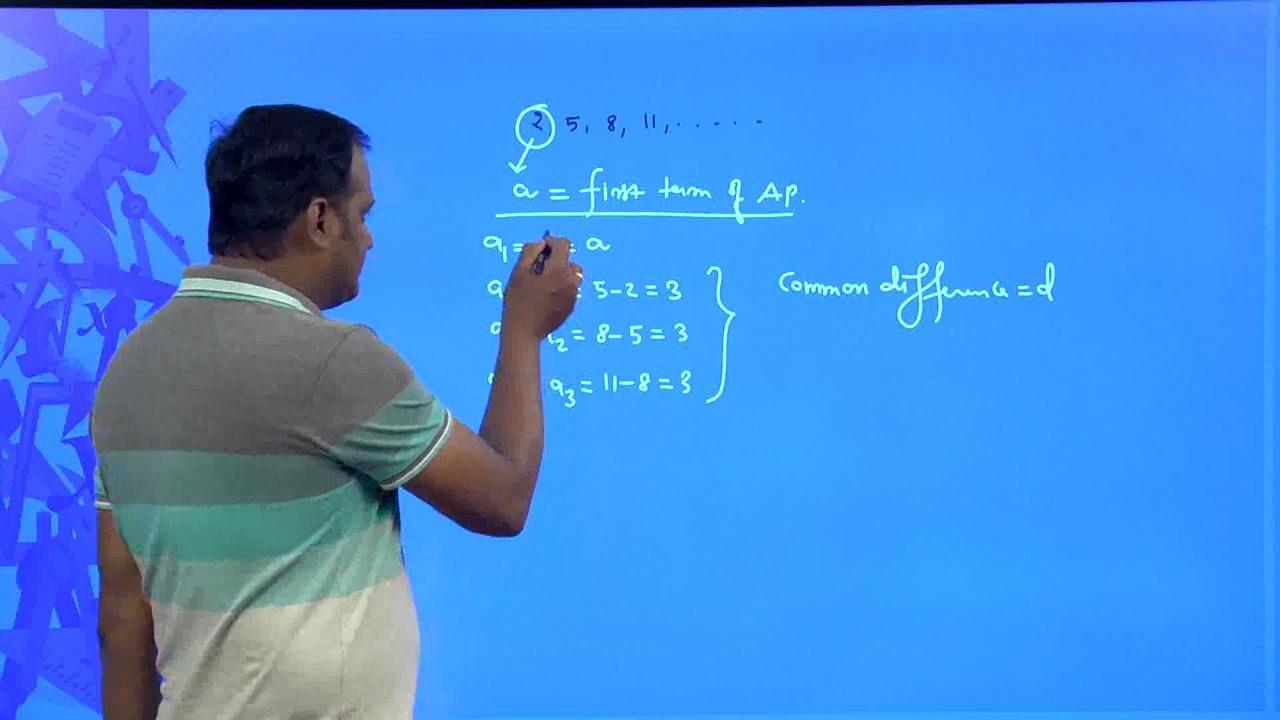 2 5, 8, 11, . . . . .
a = first term of AP.
a₁ = = a
a = 5-2 = 3
a₂ = 8-5 = 3
a₃ = 11-8 = 3
Common difference = d